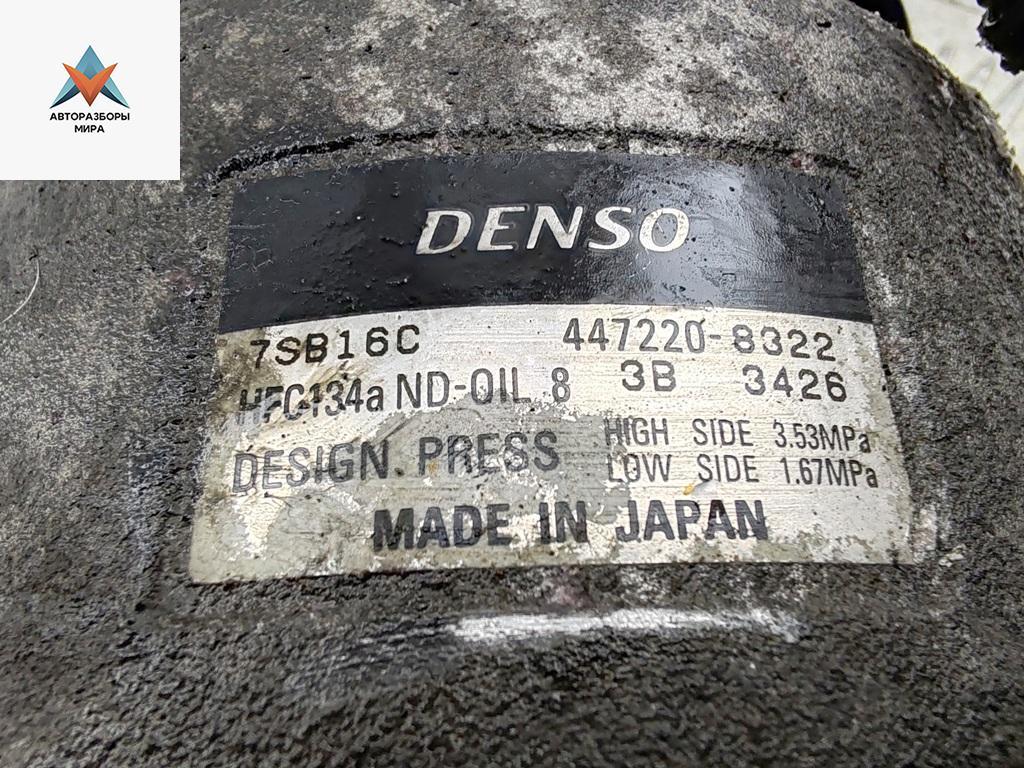 АВТОРАЗБОРЫ
МИРА
DENSO
7SB16C 447220-8322
HFC134a ND-OIL 8 3B 3426
DESIGN. PRESS HIGH SIDE 3.53MPa
LOW SIDE 1.67MPa
MADE IN JAPAN